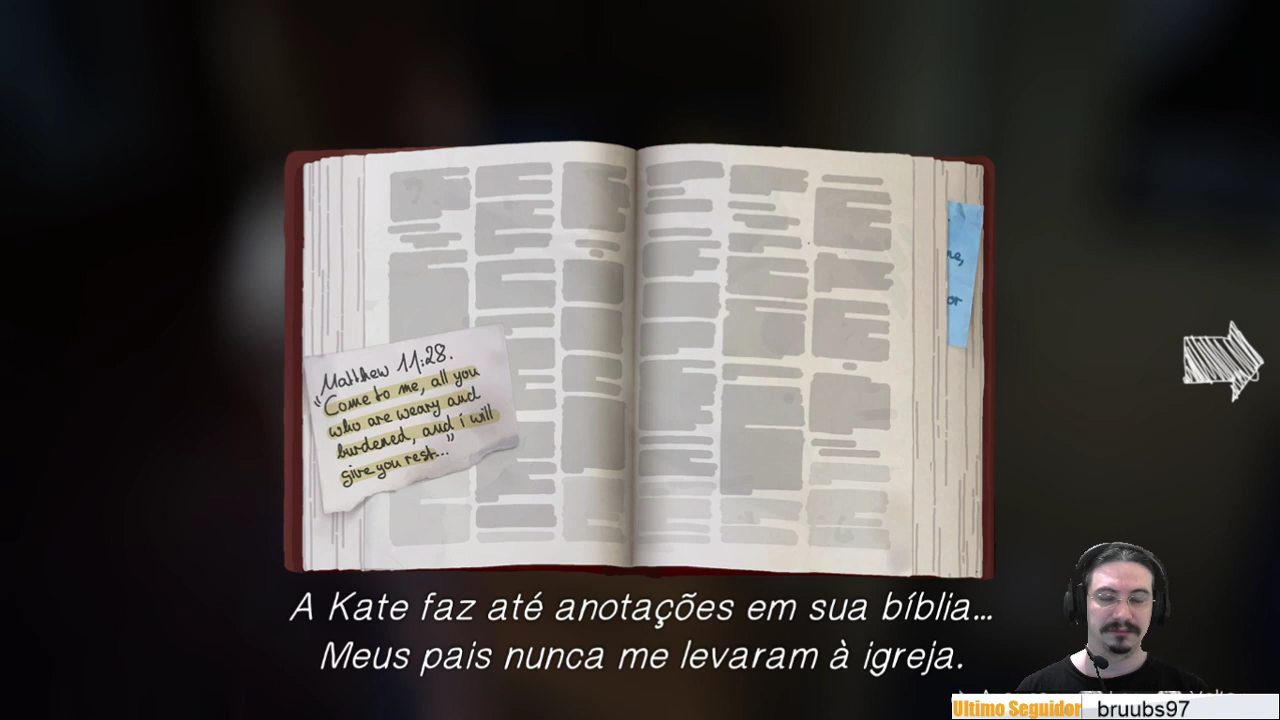 Matthew 11:28.
"Come to me, all you
who are weary and
burdened, and i will
give you rest..."
or
A Kate faz até anotações em sua bíblia...
Meus pais nunca me levaram à igreja.
Ultimo Seguidor bruubs97